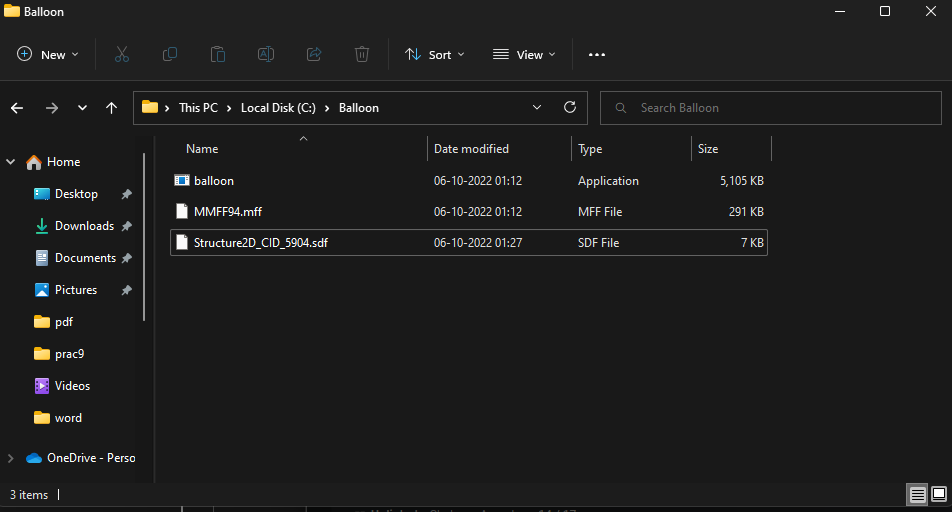 Balloon
New Sort View
This PC Local Disk (C:) Balloon Search Balloon
Name Date modified Type Size
Home
balloon 06-10-2022 01:12 Application 5,105 KB
Desktop
MMFF94.mff 06-10-2022 01:12 MFF File 291 KB
Downloads
Structure2D_CID_5904.sdf 06-10-2022 01:27 SDF File 7 KB
Documents
Pictures
pdf
prac9
Videos
word
OneDrive - Perso
3 items